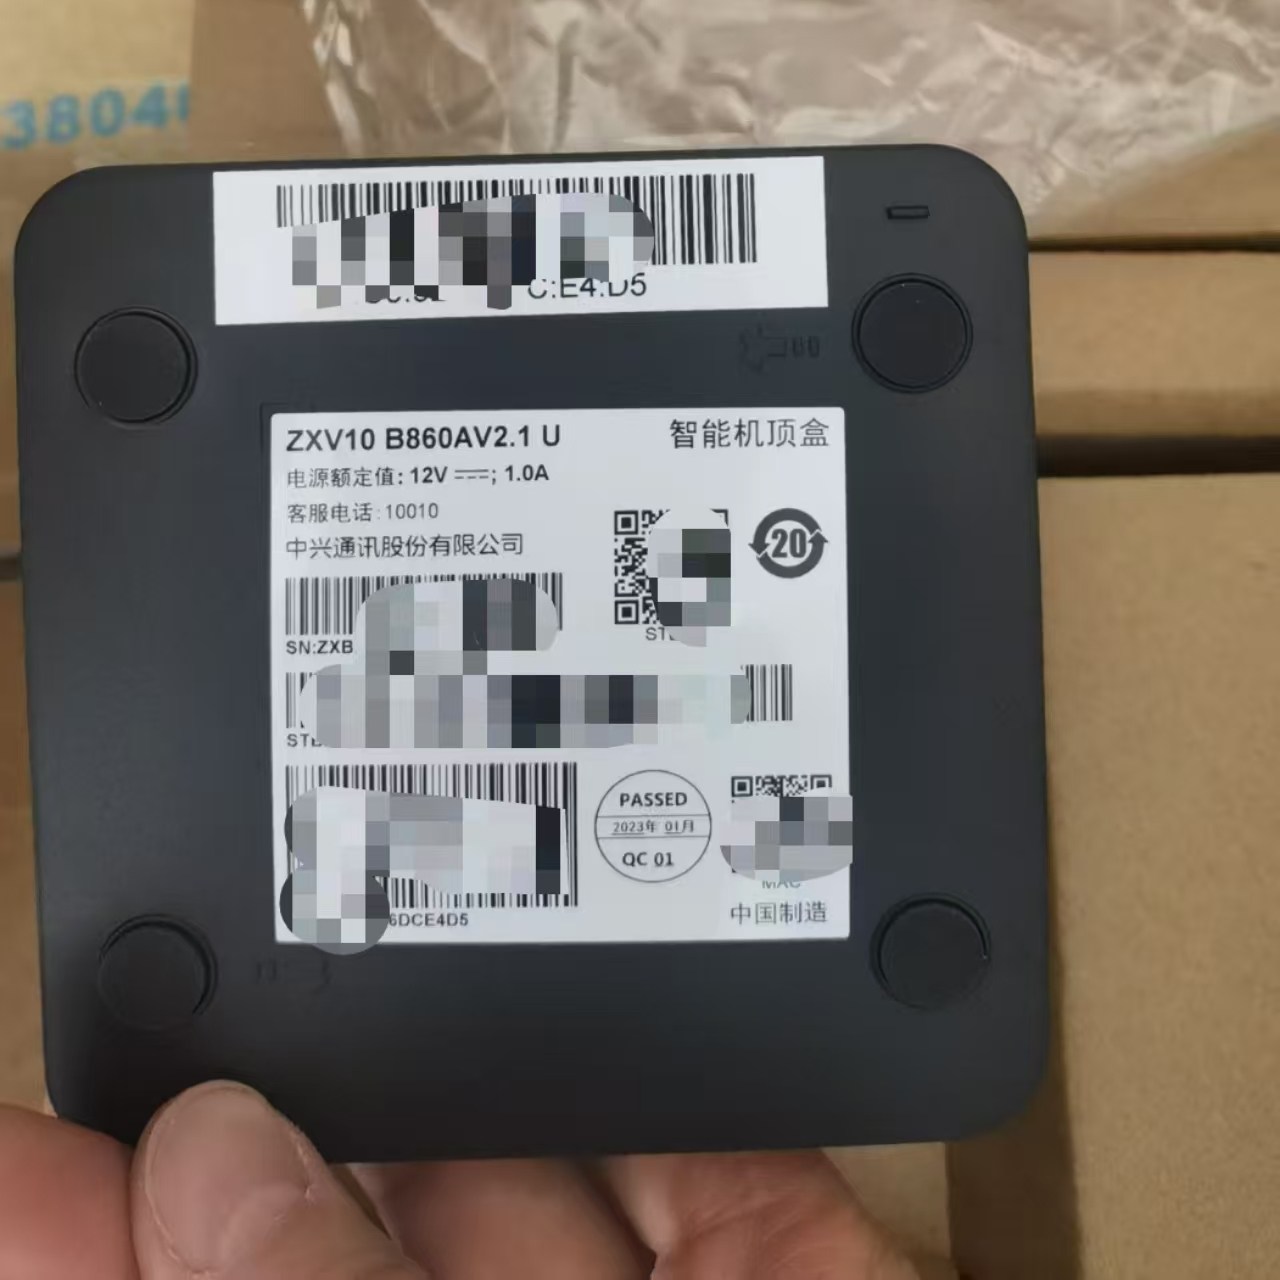 3804
C:E4:D5
ZXV10 B860AV2.1 U
智能机顶盒
电源额定值: 12V ⎓; 1.0A
客服电话: 10010
中兴通讯股份有限公司
20
SN:ZXB
PASSED
2023年 01月
QC 01
6DCE4D5
MAC
中国制造